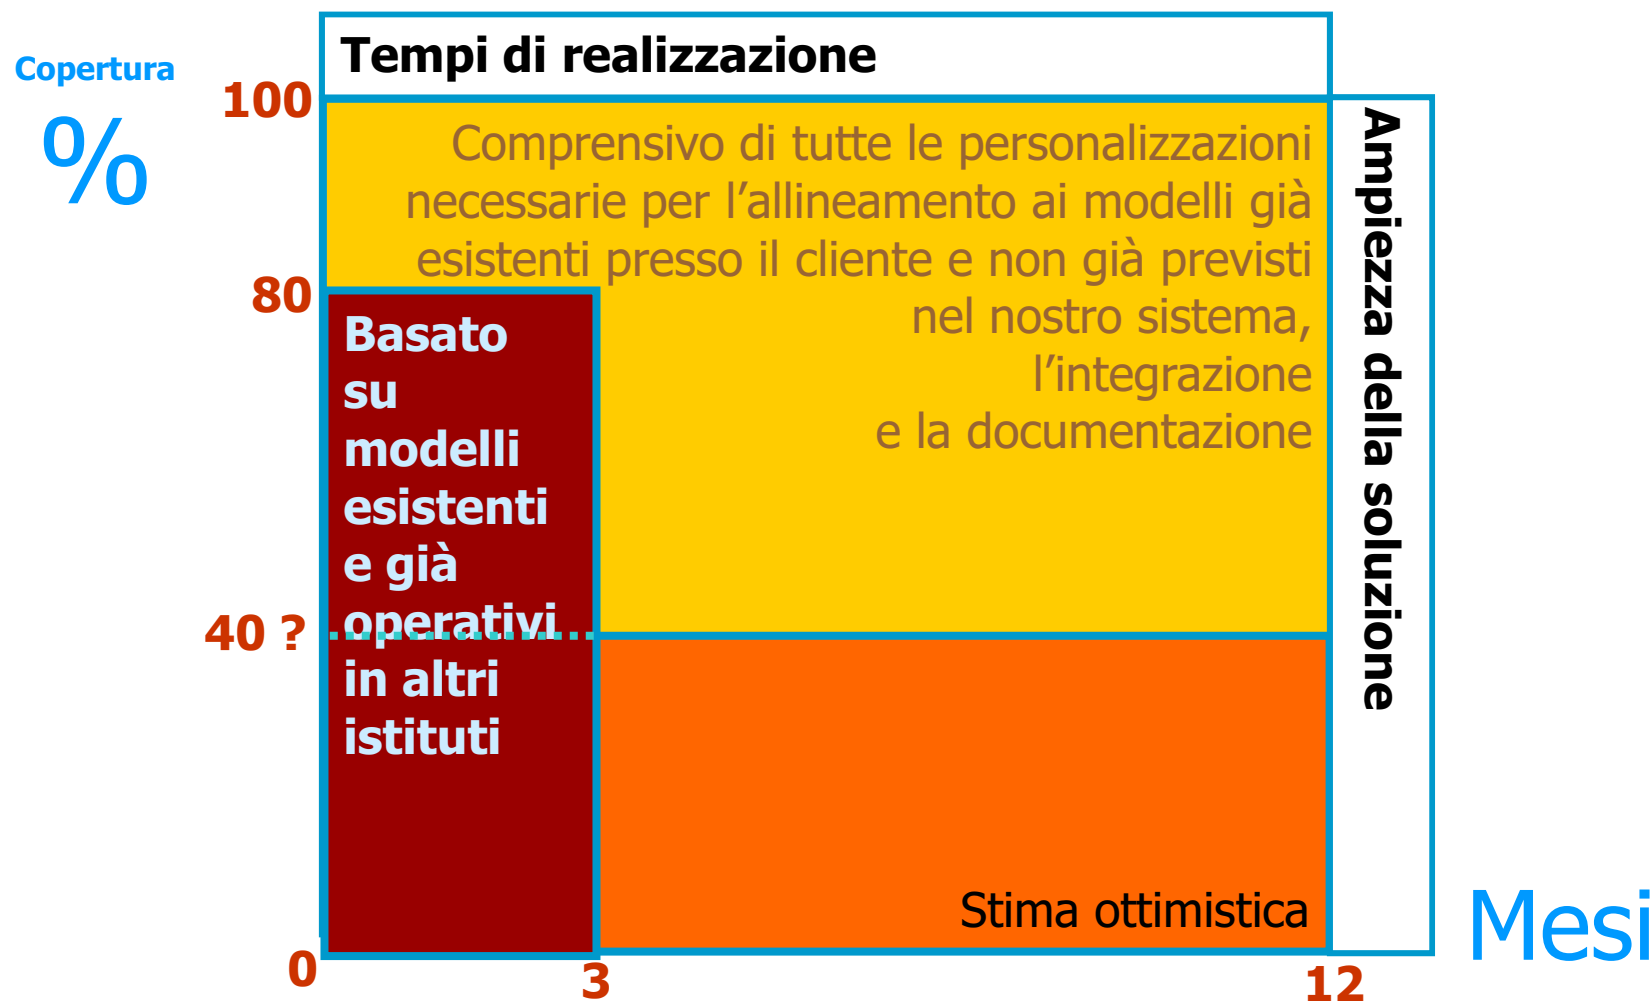 Tempi di realizzazione
Copertura
%
100
Comprensivo di tutte le personalizzazioni
necessarie per l’allineamento ai modelli già
esistenti presso il cliente e non già previsti
nel nostro sistema,
l’integrazione
e la documentazione
Ampiezza della soluzione
80
Basato
su
modelli
esistenti
e già
operativi
in altri
istituti
40 ?
Stima ottimistica
Mesi
0
3
12